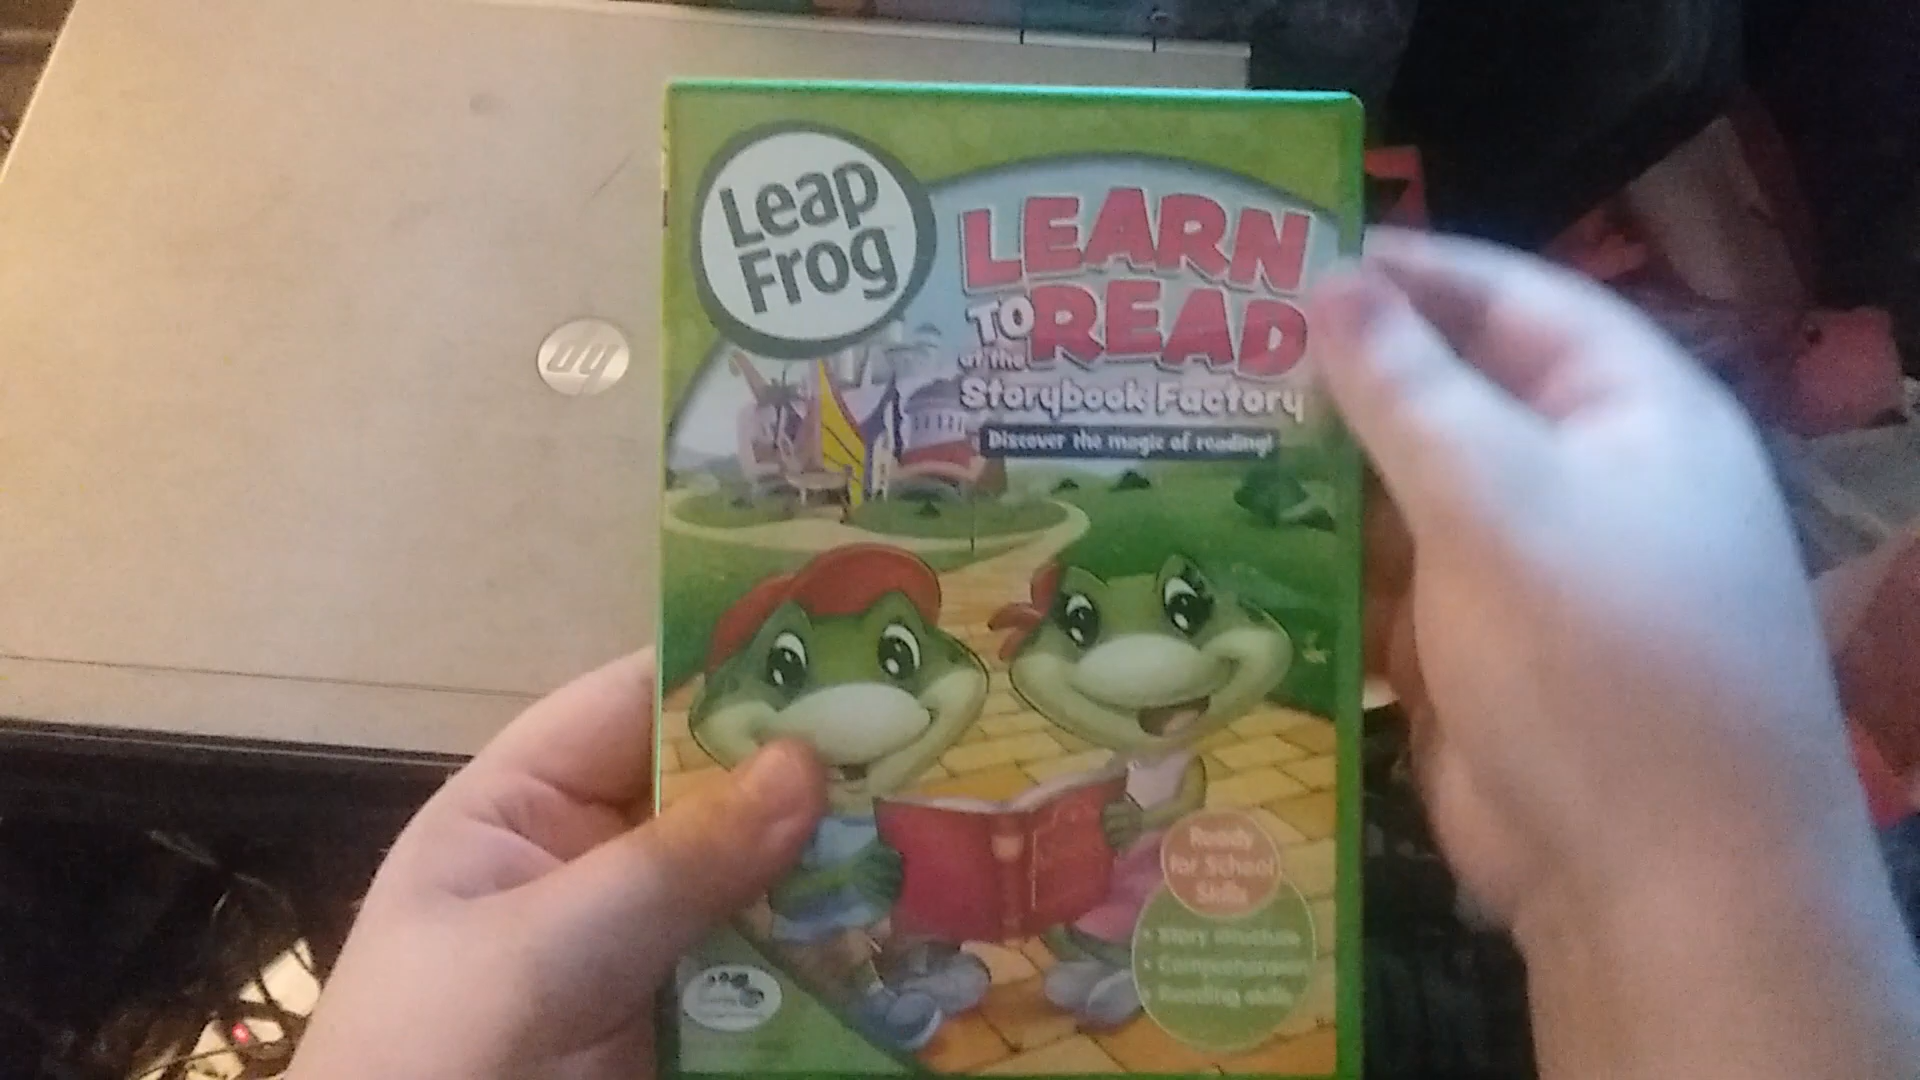 hp
Leap
Frog
LEARN
TO READ
at the
Storybook Factory
Discover the magic of reading!
Ready
for School
Skills
• Story structure
• Comprehension
• Reading skills